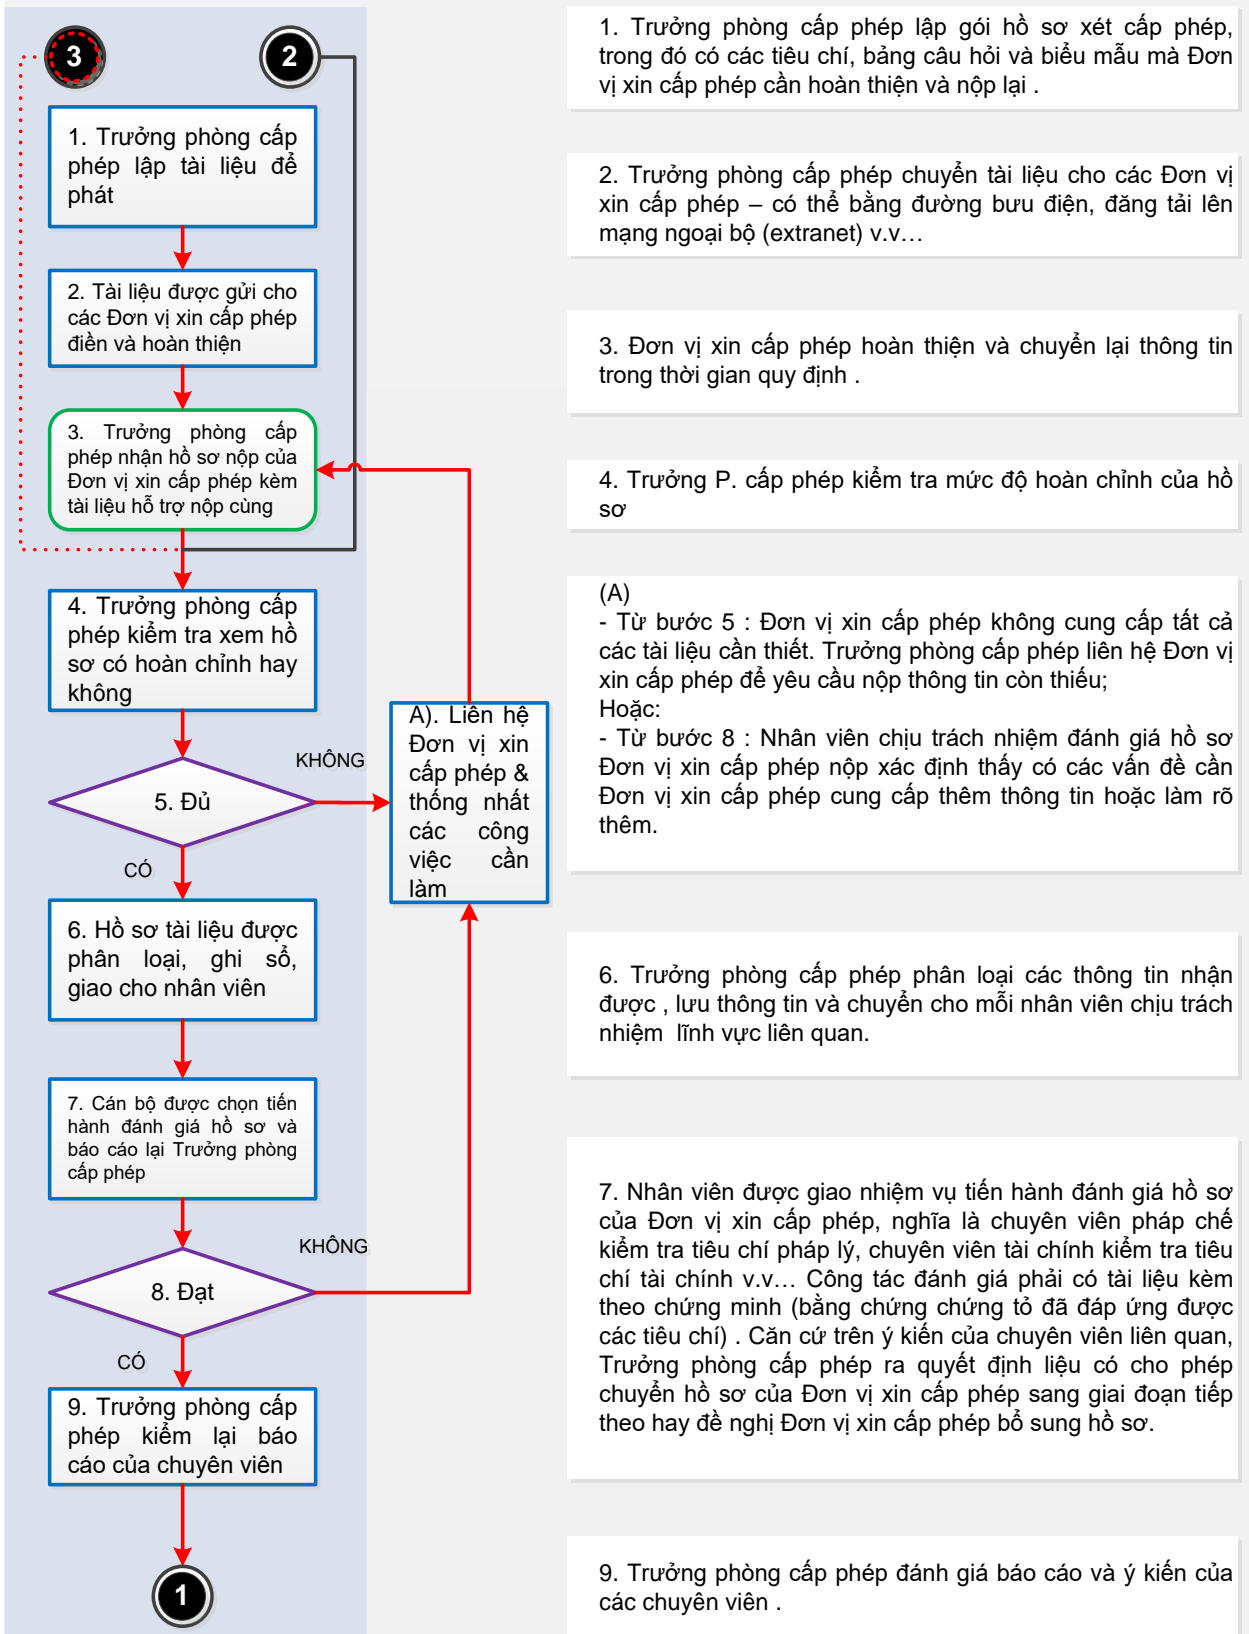 3
2
1. Trưởng phòng cấp
phép lập tài liệu để
phát
2. Tài liệu được gửi cho
các Đơn vị xin cấp phép
điền và hoàn thiện
3. Trưởng phòng cấp
phép nhận hồ sơ nộp của
Đơn vị xin cấp phép kèm
tài liệu hỗ trợ nộp cùng
4. Trưởng phòng cấp
phép kiểm tra xem hồ
sơ có hoàn chỉnh hay
không
5. Đủ
KHÔNG
CÓ
A). Liên hệ
Đơn vị xin
cấp phép &
thống nhất
các công
việc cần
làm
6. Hồ sơ tài liệu được
phân loại, ghi sổ,
giao cho nhân viên
7. Cán bộ được chọn tiến
hành đánh giá hồ sơ và
báo cáo lại Trưởng phòng
cấp phép
8. Đạt
KHÔNG
CÓ
9. Trưởng phòng cấp
phép kiểm lại báo
cáo của chuyên viên
1
1. Trưởng phòng cấp phép lập gói hồ sơ xét cấp phép,
trong đó có các tiêu chí, bảng câu hỏi và biểu mẫu mà Đơn
vị xin cấp phép cần hoàn thiện và nộp lại .
2. Trưởng phòng cấp phép chuyển tài liệu cho các Đơn vị
xin cấp phép – có thể bằng đường bưu điện, đăng tải lên
mạng ngoại bộ (extranet) v.v…
3. Đơn vị xin cấp phép hoàn thiện và chuyển lại thông tin
trong thời gian quy định .
4. Trưởng P. cấp phép kiểm tra mức độ hoàn chỉnh của hồ
sơ
(A)
- Từ bước 5 : Đơn vị xin cấp phép không cung cấp tất cả
các tài liệu cần thiết. Trưởng phòng cấp phép liên hệ Đơn vị
xin cấp phép để yêu cầu nộp thông tin còn thiếu;
Hoặc:
- Từ bước 8 : Nhân viên chịu trách nhiệm đánh giá hồ sơ
Đơn vị xin cấp phép nộp xác định thấy có các vấn đề cần
Đơn vị xin cấp phép cung cấp thêm thông tin hoặc làm rõ
thêm.
6. Trưởng phòng cấp phép phân loại các thông tin nhận
được , lưu thông tin và chuyển cho mỗi nhân viên chịu trách
nhiệm lĩnh vực liên quan.
7. Nhân viên được giao nhiệm vụ tiến hành đánh giá hồ sơ
của Đơn vị xin cấp phép, nghĩa là chuyên viên pháp chế
kiểm tra tiêu chí pháp lý, chuyên viên tài chính kiểm tra tiêu
chí tài chính v.v… Công tác đánh giá phải có tài liệu kèm
theo chứng minh (bằng chứng chứng tỏ đã đáp ứng được
các tiêu chí) . Căn cứ trên ý kiến của chuyên viên liên quan,
Trưởng phòng cấp phép ra quyết định liệu có cho phép
chuyển hồ sơ của Đơn vị xin cấp phép sang giai đoạn tiếp
theo hay đề nghị Đơn vị xin cấp phép bổ sung hồ sơ.
9. Trưởng phòng cấp phép đánh giá báo cáo và ý kiến của
các chuyên viên .